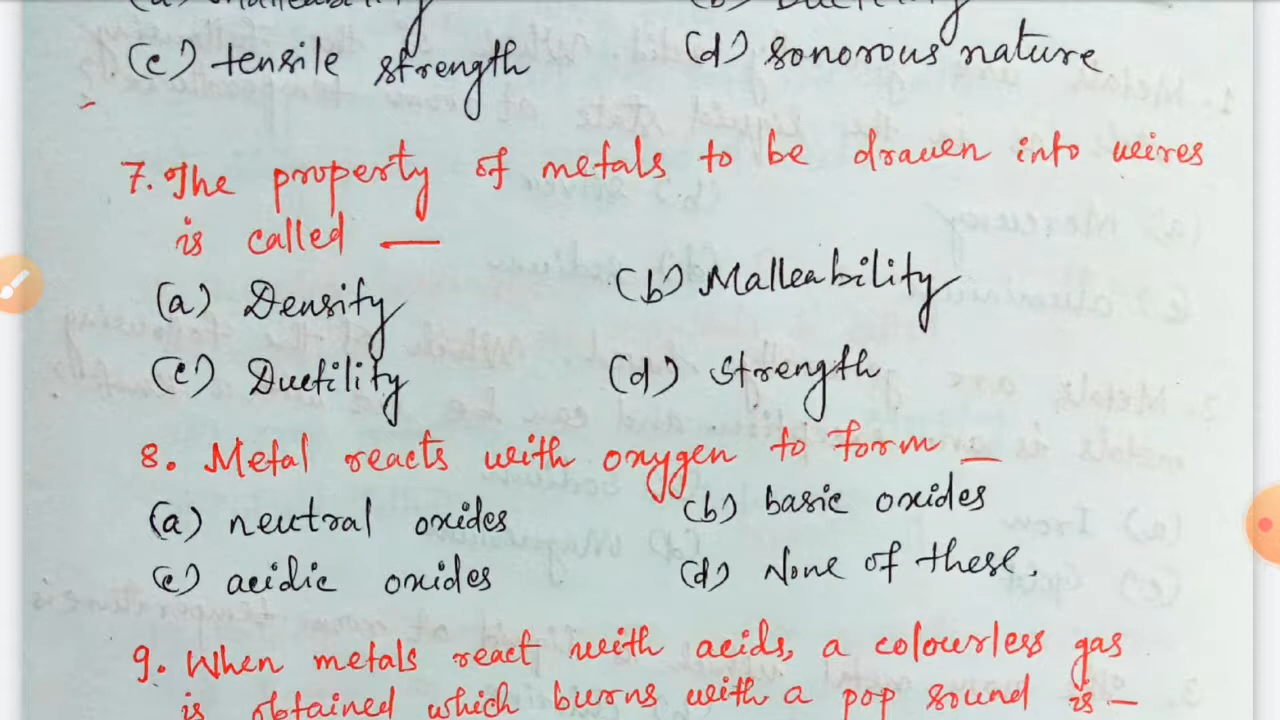 (c) tensile strength (d) sonorous nature
7. The property of metals to be drawen into wires
is called —
(a) Density (b) Malleability
(c) Ductility (d) Strength
8. Metal reacts with oxygen to form —
(a) neutral oxides (b) basic oxides
(c) acidic oxides (d) None of these.
9. When metals react with acids, a colourless gas
is obtained which burns with a pop sound is —